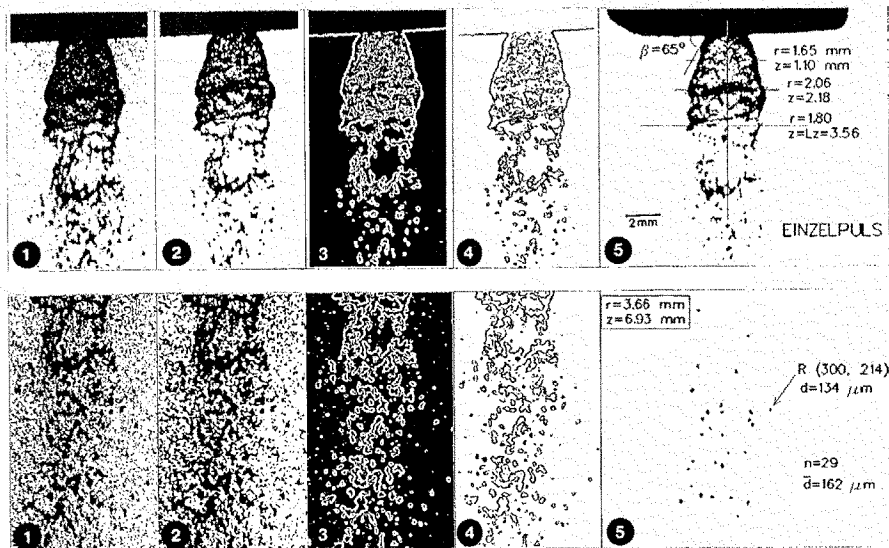 β=65°
r=1.65 mm
z=1.10 mm
r=2.06
z=2.18
r=1.80
z=Lz=3.56
2mm
EINZELPULS
1
2
3
4
5
r=3.66 mm
z=6.93 mm
R (300, 214)
d=134 μm
n=29
d̅=162 μm
1
2
3
4
5